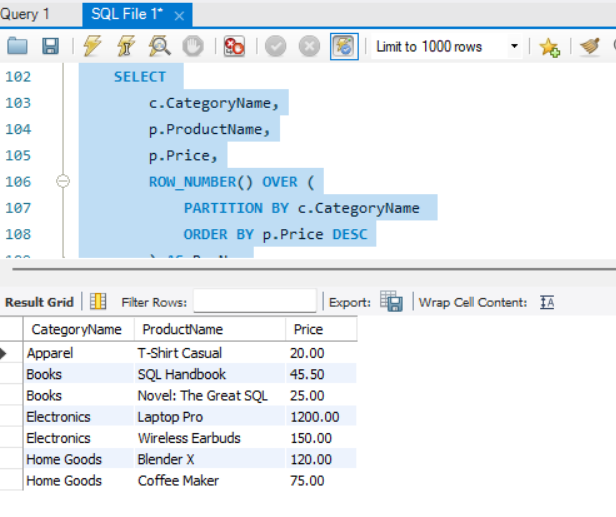 Query 1 SQL File 1*
Limit to 1000 rows
102 SELECT
103 c.CategoryName,
104 p.ProductName,
105 p.Price,
106 ROW_NUMBER() OVER (
107 PARTITION BY c.CategoryName
108 ORDER BY p.Price DESC
Result Grid Filter Rows: Export: Wrap Cell Content:
CategoryName ProductName Price
Apparel T-Shirt Casual 20.00
Books SQL Handbook 45.50
Books Novel: The Great SQL 25.00
Electronics Laptop Pro 1200.00
Electronics Wireless Earbuds 150.00
Home Goods Blender X 120.00
Home Goods Coffee Maker 75.00